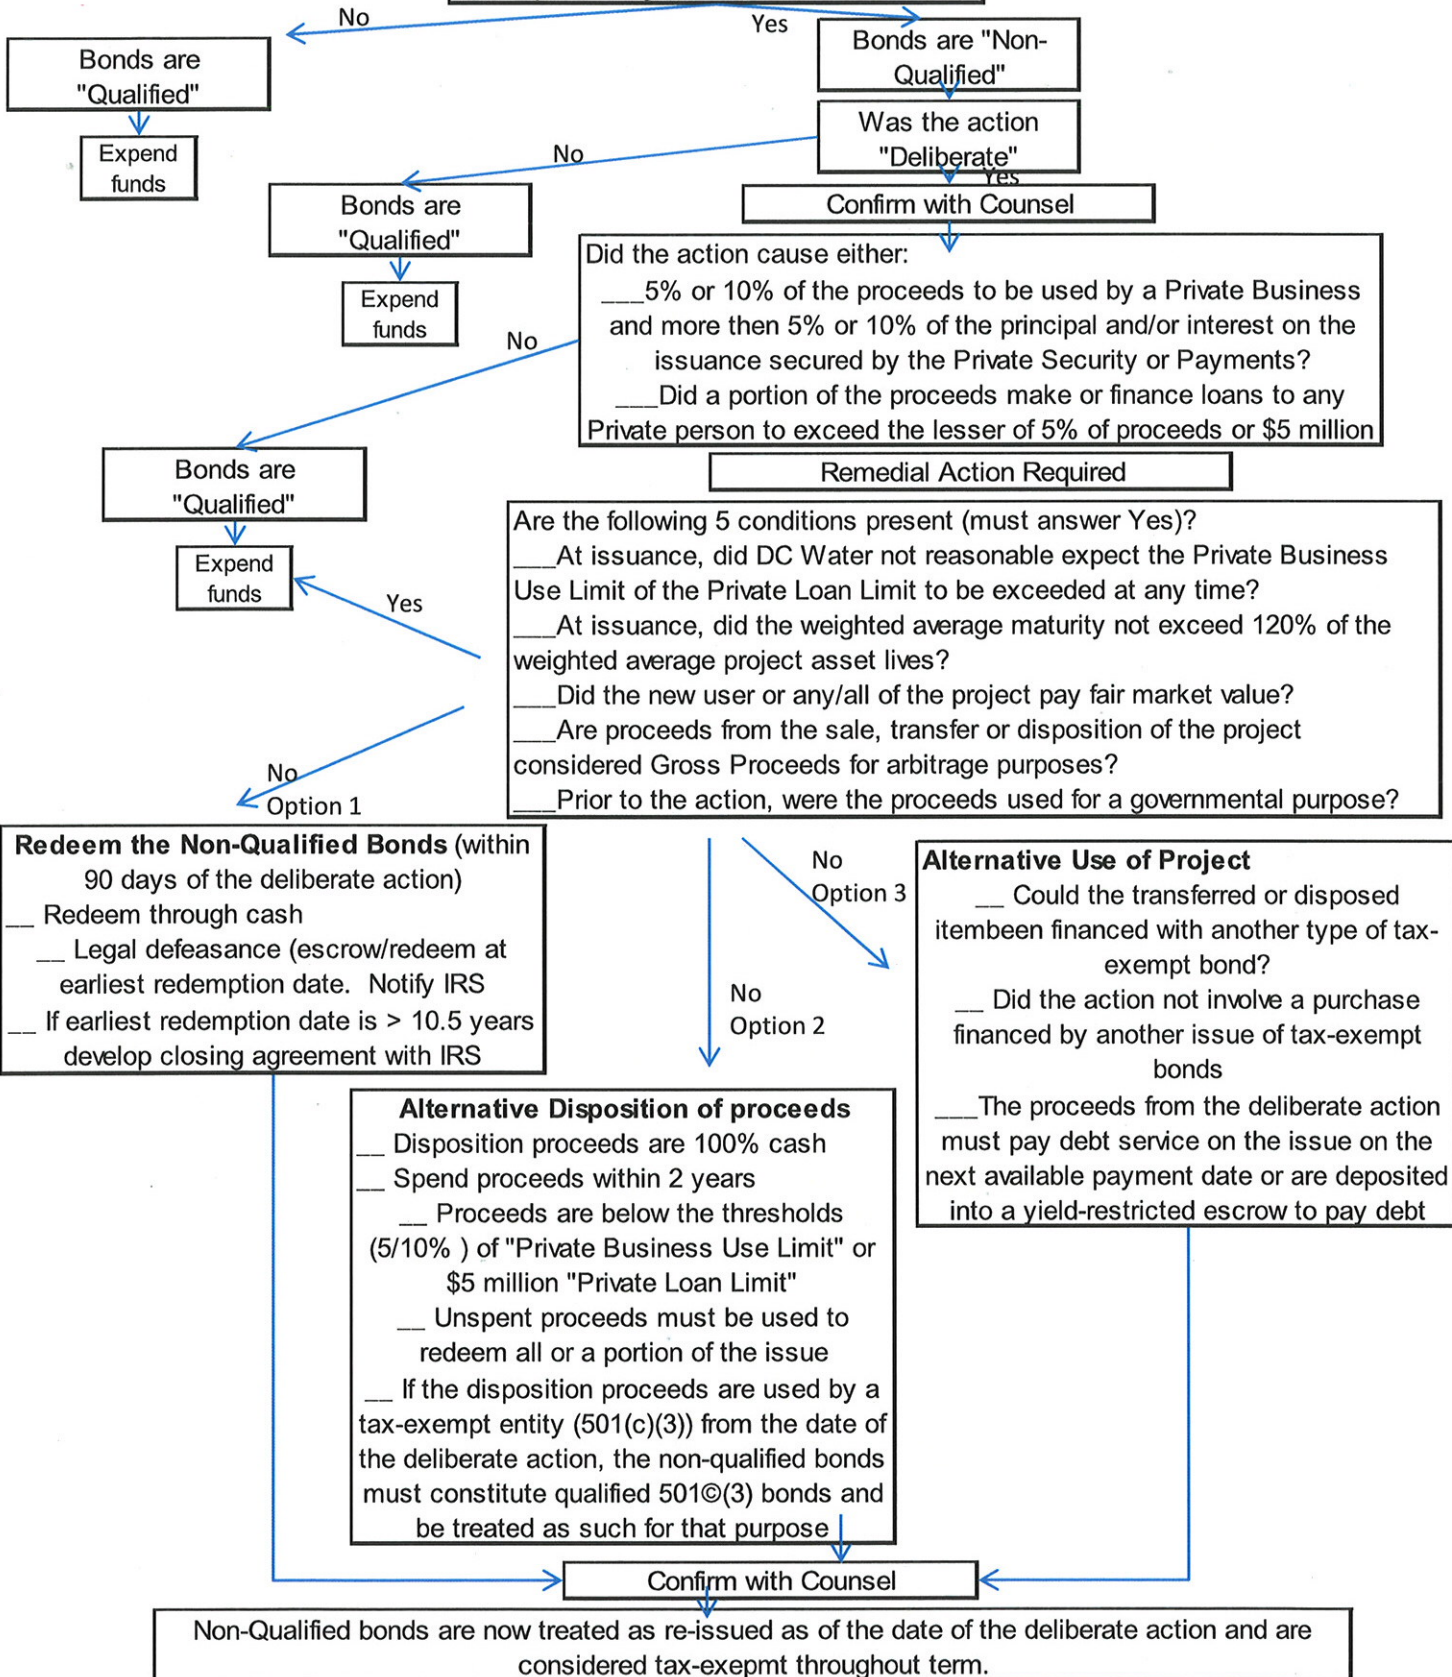 No
Yes
Bonds are
"Qualified"
Expend
funds
Bonds are "Non-
Qualified"
Was the action
"Deliberate"
No
Yes
Bonds are
"Qualified"
Expend
funds
Confirm with Counsel
Did the action cause either:
___5% or 10% of the proceeds to be used by a Private Business
and more then 5% or 10% of the principal and/or interest on the
issuance secured by the Private Security or Payments?
___Did a portion of the proceeds make or finance loans to any
Private person to exceed the lesser of 5% of proceeds or $5 million
No
Bonds are
"Qualified"
Expend
funds
Remedial Action Required
Are the following 5 conditions present (must answer Yes)?
___At issuance, did DC Water not reasonable expect the Private Business
Use Limit of the Private Loan Limit to be exceeded at any time?
___At issuance, did the weighted average maturity not exceed 120% of the
weighted average project asset lives?
___Did the new user or any/all of the project pay fair market value?
___Are proceeds from the sale, transfer or disposition of the project
considered Gross Proceeds for arbitrage purposes?
___Prior to the action, were the proceeds used for a governmental purpose?
Yes
No
Option 1
Redeem the Non-Qualified Bonds (within
90 days of the deliberate action)
__ Redeem through cash
__ Legal defeasance (escrow/redeem at
earliest redemption date.  Notify IRS
__ If earliest redemption date is > 10.5 years
develop closing agreement with IRS
No
Option 2
Alternative Disposition of proceeds
__ Disposition proceeds are 100% cash
__ Spend proceeds within 2 years
__ Proceeds are below the thresholds
(5/10% ) of "Private Business Use Limit" or
$5 million "Private Loan Limit"
__ Unspent proceeds must be used to
redeem all or a portion of the issue
__ If the disposition proceeds are used by a
tax-exempt entity (501(c)(3)) from the date of
the deliberate action, the non-qualified bonds
must constitute qualified 501©(3) bonds and
be treated as such for that purpose
No
Option 3
Alternative Use of Project
__ Could the transferred or disposed
itembeen financed with another type of tax-
exempt bond?
__ Did the action not involve a purchase
financed by another issue of tax-exempt
bonds
___The proceeds from the deliberate action
must pay debt service on the issue on the
next available payment date or are deposited
into a yield-restricted escrow to pay debt
Confirm with Counsel
Non-Qualified bonds are now treated as re-issued as of the date of the deliberate action and are
considered tax-exepmt throughout term.